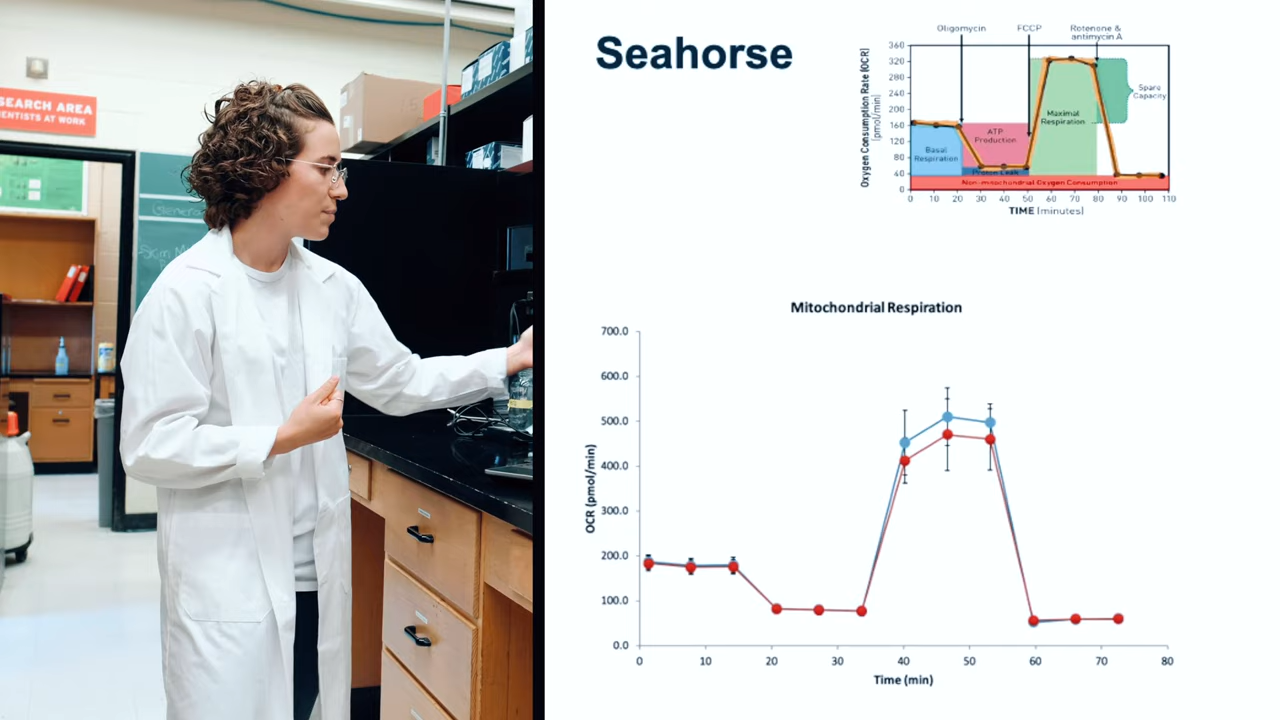 SEARCH AREA
ENTISTS AT WORK
Genera
Skim M
Seahorse
Oligomycin
FCCP
Rotenone &
antimycin A
Oxygen Consumption Rate (OCR)
(pmol/min)
360
320
280
240
200
160
120
80
40
0
Basal
Respiration
ATP
Production
Proton Leak
Maximal
Respiration
Spare
Capacity
Non-mitochondrial Oxygen Consumption
0 10 20 30 40 50 60 70 80 90 100 110
TIME (minutes)
Mitochondrial Respiration
OCR (pmol/min)
700.0
600.0
500.0
400.0
300.0
200.0
100.0
0.0
0 10 20 30 40 50 60 70 80
Time (min)